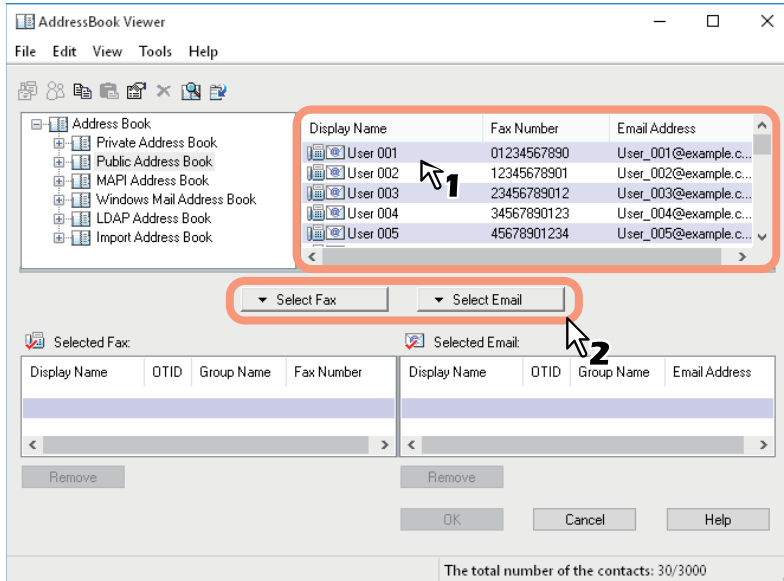 AddressBook Viewer
File Edit View Tools Help
Address Book
Private Address Book
Public Address Book
MAPI Address Book
Windows Mail Address Book
LDAP Address Book
Import Address Book
Display Name Fax Number Email Address
User 001 01234567890 User_001@example.c...
User 002 12345678901 User_002@example.c...
User 003 23456789012 User_003@example.c...
User 004 34567890123 User_004@example.c...
User 005 45678901234 User_005@example.c...
1
Select Fax Select Email
2
Selected Fax: Selected Email:
Display Name OTID Group Name Fax Number Display Name OTID Group Name Email Address
Remove Remove
OK Cancel Help
The total number of the contacts: 30/3000